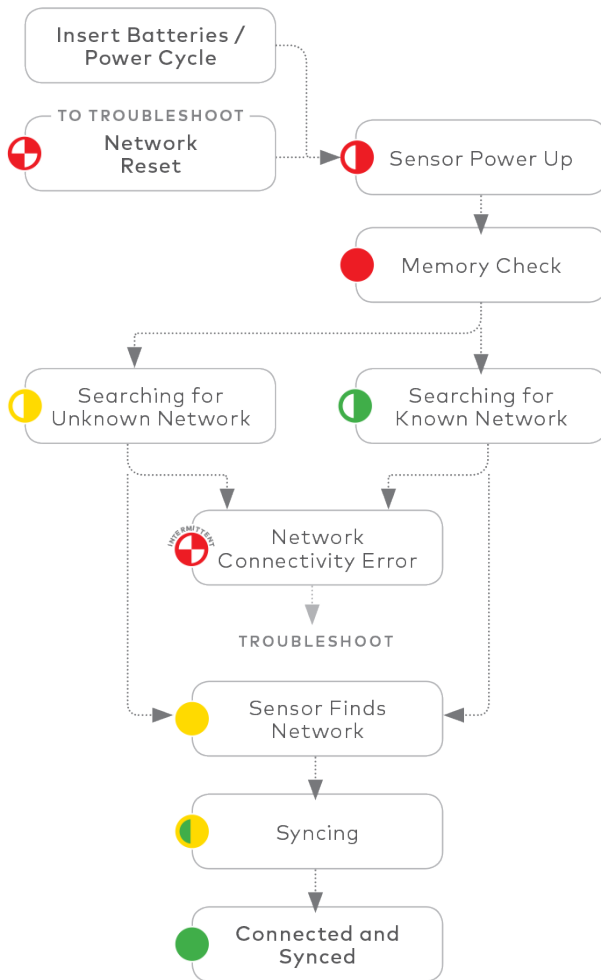 Insert Batteries /
Power Cycle
TO TROUBLESHOOT
Network
Reset
Sensor Power Up
Memory Check
Searching for
Unknown Network
Searching for
Known Network
INTERMITTENT
Network
Connectivity Error
TROUBLESHOOT
Sensor Finds
Network
Syncing
Connected and
Synced